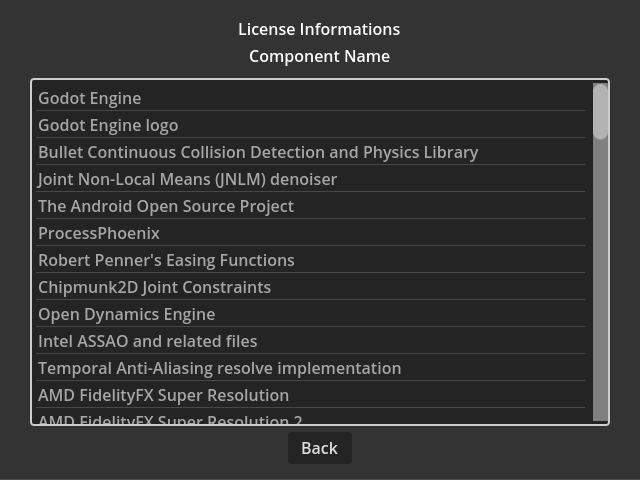 License Informations
Component Name
Godot Engine
Godot Engine logo
Bullet Continuous Collision Detection and Physics Library
Joint Non-Local Means (JNLM) denoiser
The Android Open Source Project
ProcessPhoenix
Robert Penner's Easing Functions
Chipmunk2D Joint Constraints
Open Dynamics Engine
Intel ASSAO and related files
Temporal Anti-Aliasing resolve implementation
AMD FidelityFX Super Resolution
AMD FidelityFX Super Resolution 2
Back